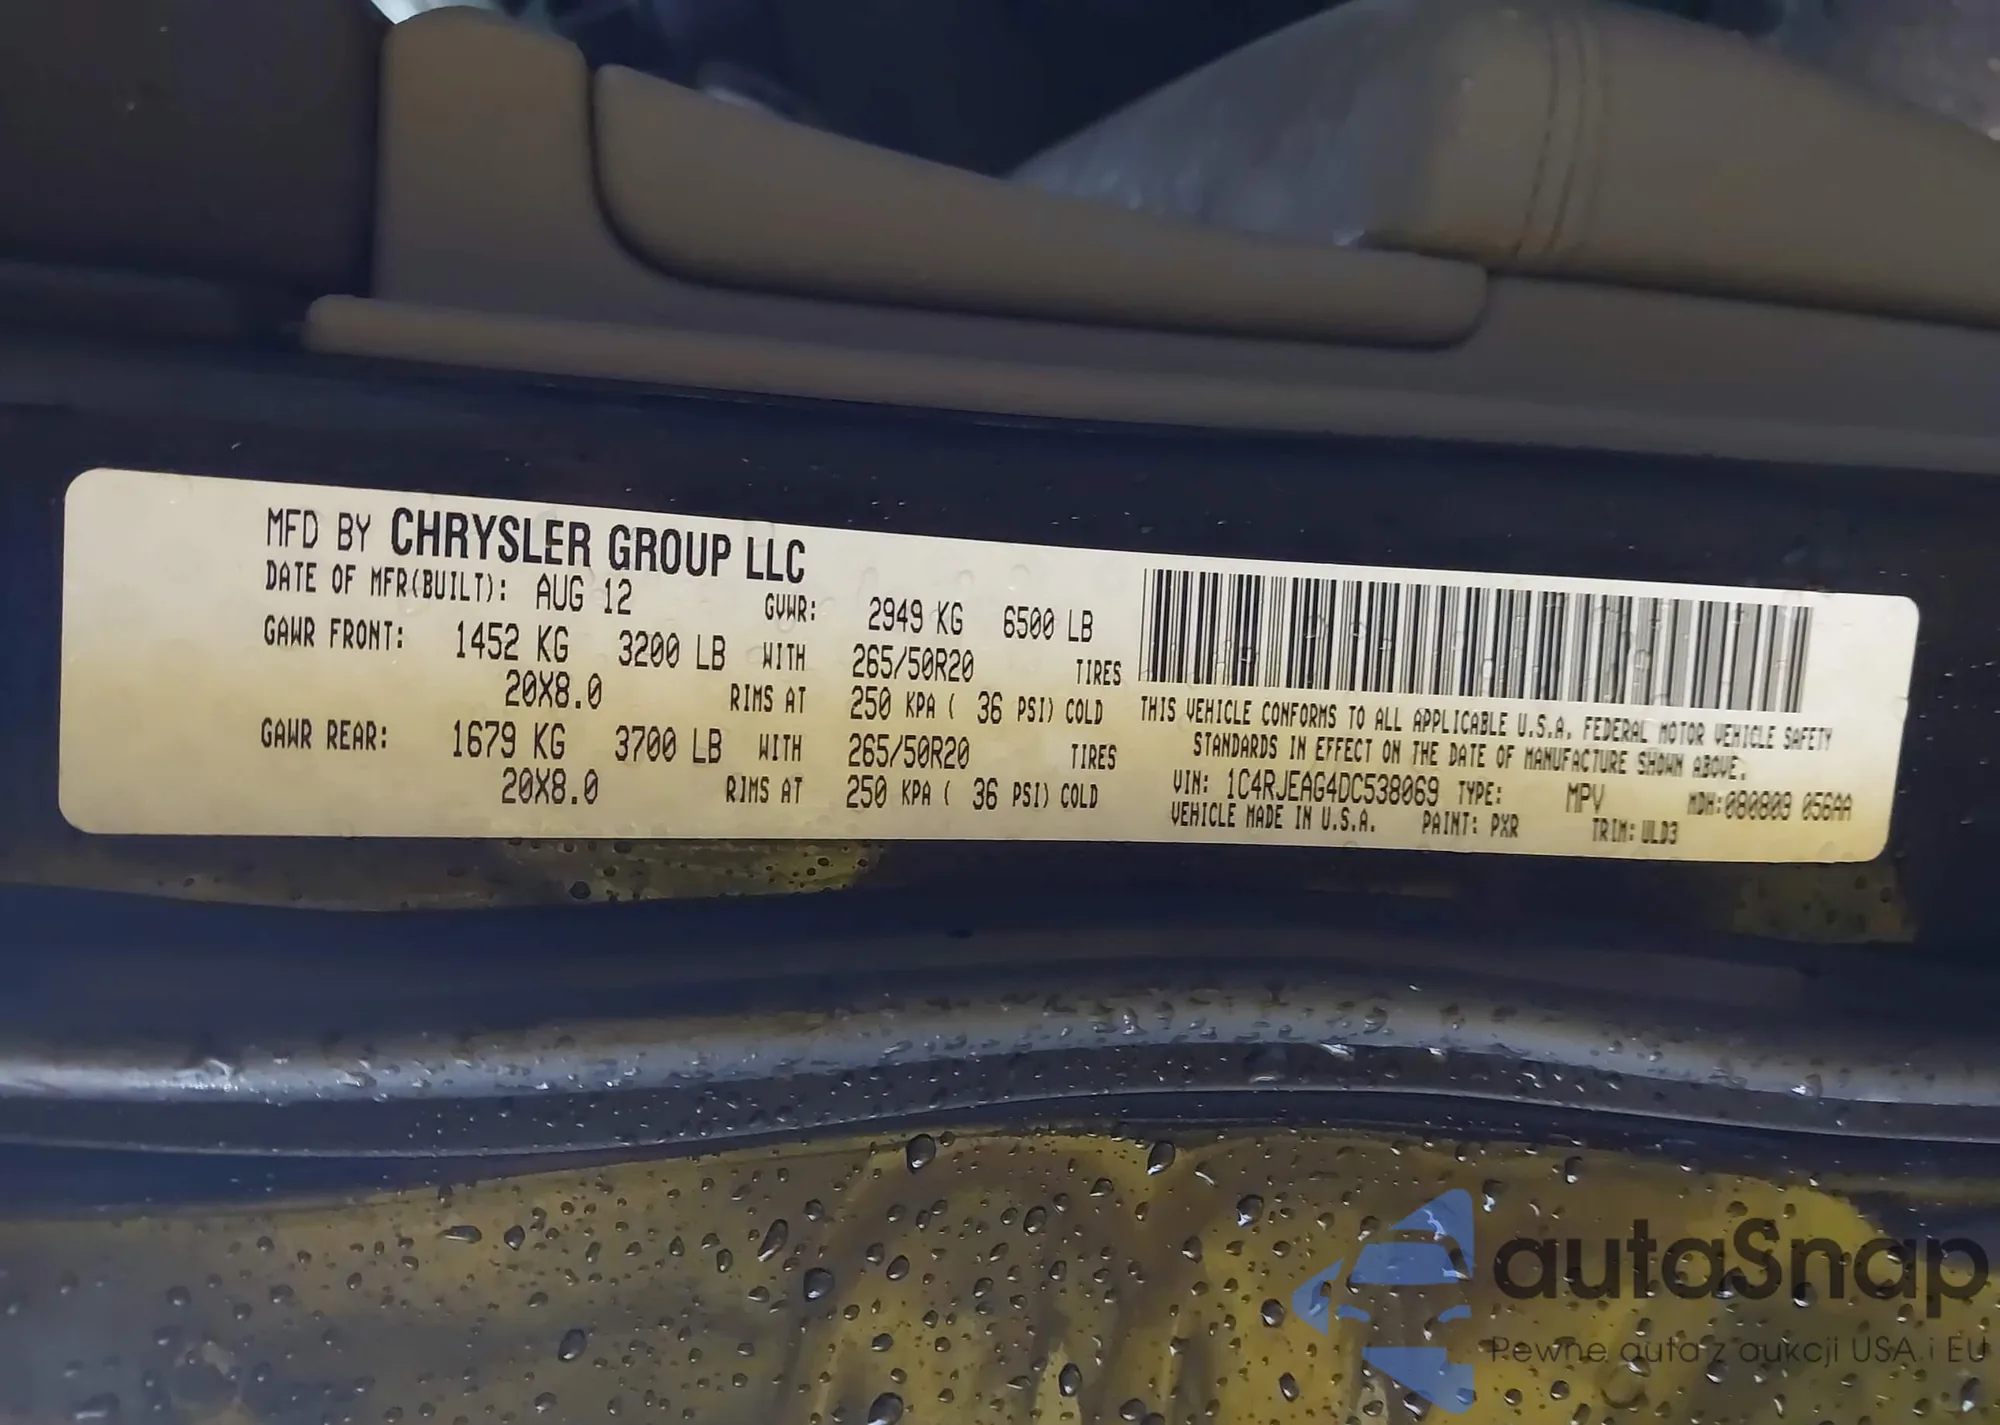 MFD BY CHRYSLER GROUP LLC
DATE OF MFR(BUILT): AUG 12 GVWR: 2949 KG 6500 LB
GAWR FRONT: 1452 KG 3200 LB WITH 265/50R20 TIRES
20X8.0 RIMS AT 250 KPA ( 36 PSI) COLD
GAWR REAR: 1679 KG 3700 LB WITH 265/50R20 TIRES
20X8.0 RIMS AT 250 KPA ( 36 PSI) COLD
THIS VEHICLE CONFORMS TO ALL APPLICABLE U.S.A. FEDERAL MOTOR VEHICLE SAFETY
STANDARDS IN EFFECT ON THE DATE OF MANUFACTURE SHOWN ABOVE.
VIN: 1C4RJEAG4DC538069 TYPE: MPV MDH:080809 056AA
VEHICLE MADE IN U.S.A. PAINT: PXR TRIM: ULD3
autaSnap
Pewne auta z aukcji USA i EU